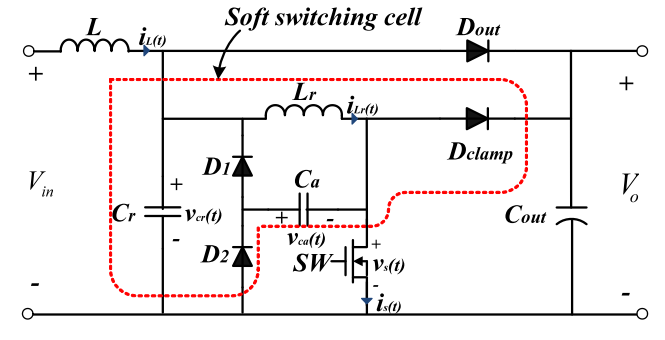 Soft switching cell
L
iL(t)
Dout
+
+
Lr
iLr(t)
Dclamp
D1
Vin
Ca
+
Cr
vcr(t)
-
+
-
vca(t)
Vo
Cout
D2
SW
+
vs(t)
-
is(t)
-
-